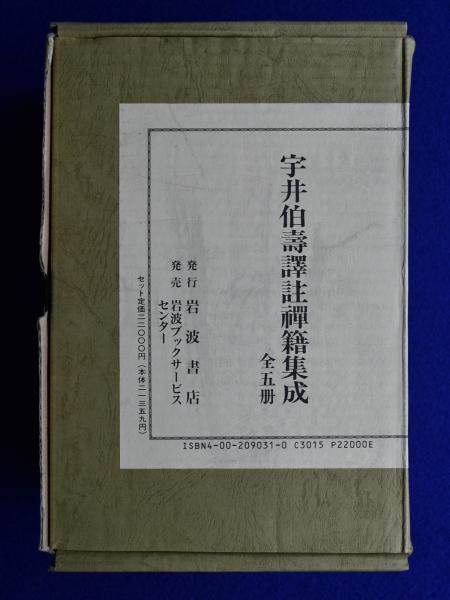 宇井伯壽譯註禪籍集成
全五册
発行 岩波書店
発売 岩波ブックサービスセンター
セット定価二二〇〇〇円(本体二一三五九円)
ISBN4-00-209031-0 C3015 P22000E